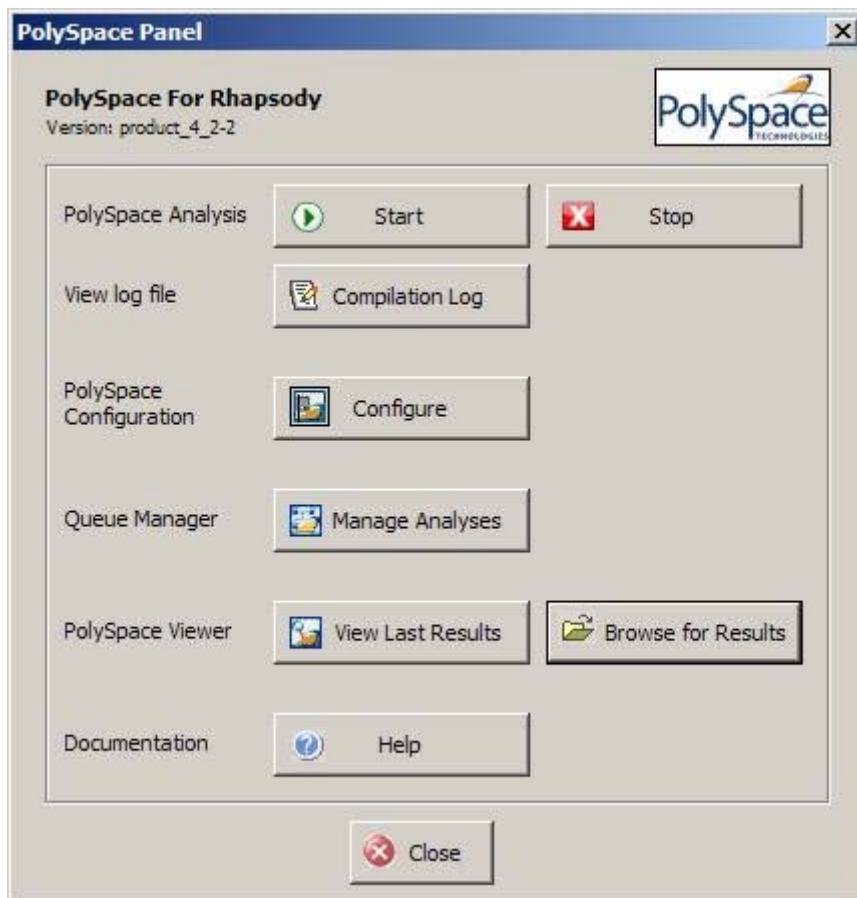 PolySpace Panel
PolySpace For Rhapsody
Version: product_4_2-2
PolySpace
TECHNOLOGIES
PolySpace Analysis
Start
Stop
View log file
Compilation Log
PolySpace
Configuration
Configure
Queue Manager
Manage Analyses
PolySpace Viewer
View Last Results
Browse for Results
Documentation
Help
Close